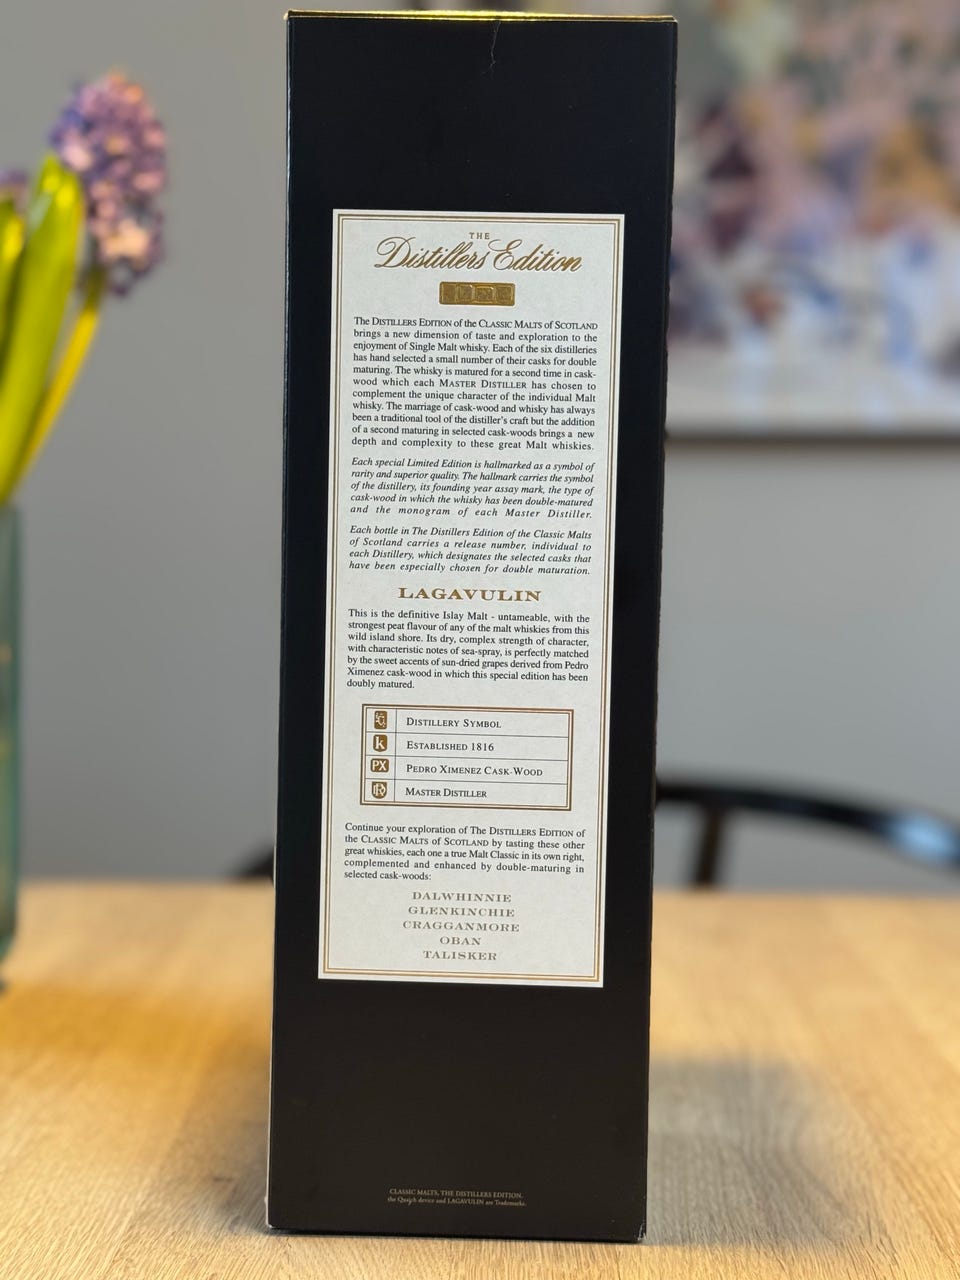 THE
Distillers Edition
The DISTILLERS EDITION of the CLASSIC MALTS of SCOTLAND
brings a new dimension of taste and exploration to the
enjoyment of Single Malt whisky. Each of the six distilleries
has hand selected a small number of their casks for double
maturing. The whisky is matured for a second time in cask-
wood which each MASTER DISTILLER has chosen to
complement the unique character of the individual Malt
whisky. The marriage of cask-wood and whisky has always
been a traditional tool of the distiller's craft but the addition
of a second maturing in selected cask-woods brings a new
depth and complexity to these great Malt whiskies.
Each special Limited Edition is hallmarked as a symbol of
rarity and superior quality. The hallmark carries the symbol
of the distillery, its founding year assay mark, the type of
cask-wood in which the whisky has been double-matured
and the monogram of each Master Distiller.
Each bottle in The Distillers Edition of the Classic Malts
of Scotland carries a release number, individual to
each Distillery, which designates the selected casks that
have been especially chosen for double maturation.
LAGAVULIN
This is the definitive Islay Malt - untameable, with the
strongest peat flavour of any of the malt whiskies from this
wild island shore. Its dry, complex strength of character,
with characteristic notes of sea-spray, is perfectly matched
by the sweet accents of sun-dried grapes derived from Pedro
Ximenez cask-wood in which this special edition has been
doubly matured.
DISTILLERY SYMBOL
k ESTABLISHED 1816
PX PEDRO XIMENEZ CASK-WOOD
MASTER DISTILLER
Continue your exploration of The DISTILLERS EDITION of
the CLASSIC MALTS OF SCOTLAND by tasting these other
great whiskies, each one a true Malt Classic in its own right,
complemented and enhanced by double-maturing in
selected cask-woods:
DALWHINNIE
GLENKINCHIE
CRAGGANMORE
OBAN
TALISKER
CLASSIC MALTS, THE DISTILLERS EDITION,
the Quaich device and LAGAVULIN are Trademarks.